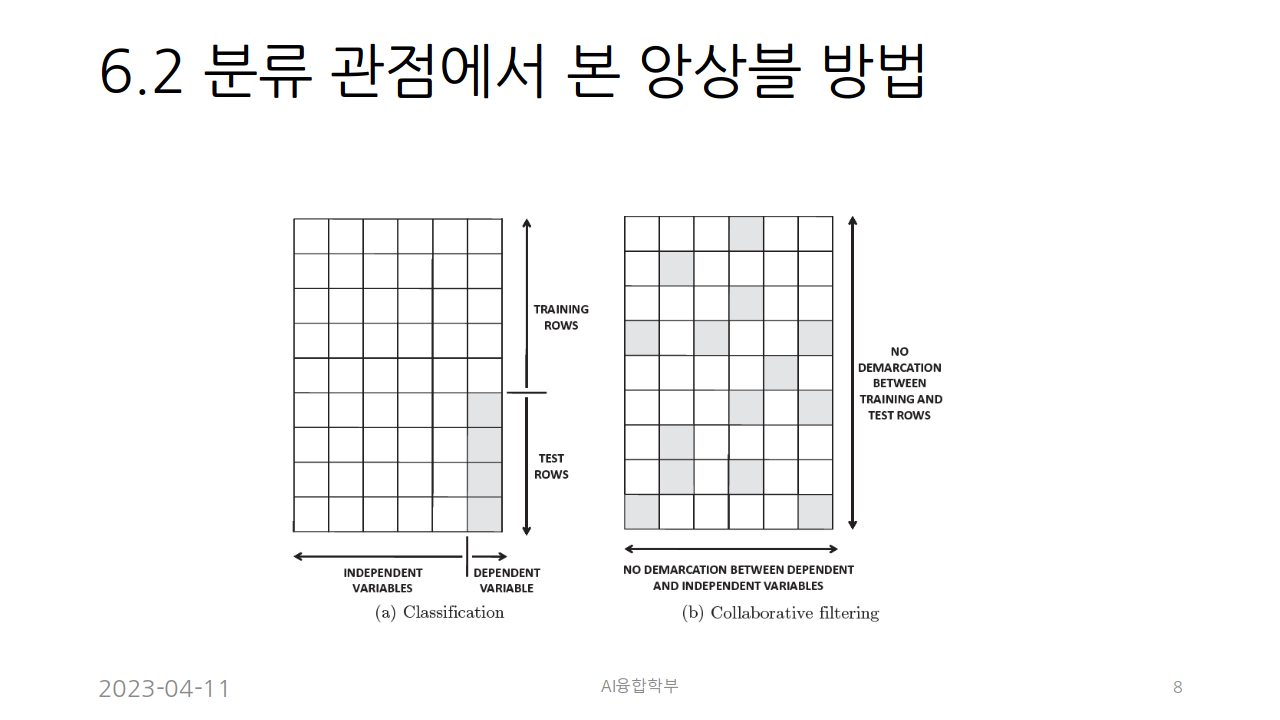 6.2 분류 관점에서 본 앙상블 방법
TRAINING
ROWS
TEST
ROWS
INDEPENDENT
VARIABLES
DEPENDENT
VARIABLE
(a) Classification
NO
DEMARCATION
BETWEEN
TRAINING AND
TEST ROWS
NO DEMARCATION BETWEEN DEPENDENT
AND INDEPENDENT VARIABLES
(b) Collaborative filtering
2023-04-11
AI융합학부
8